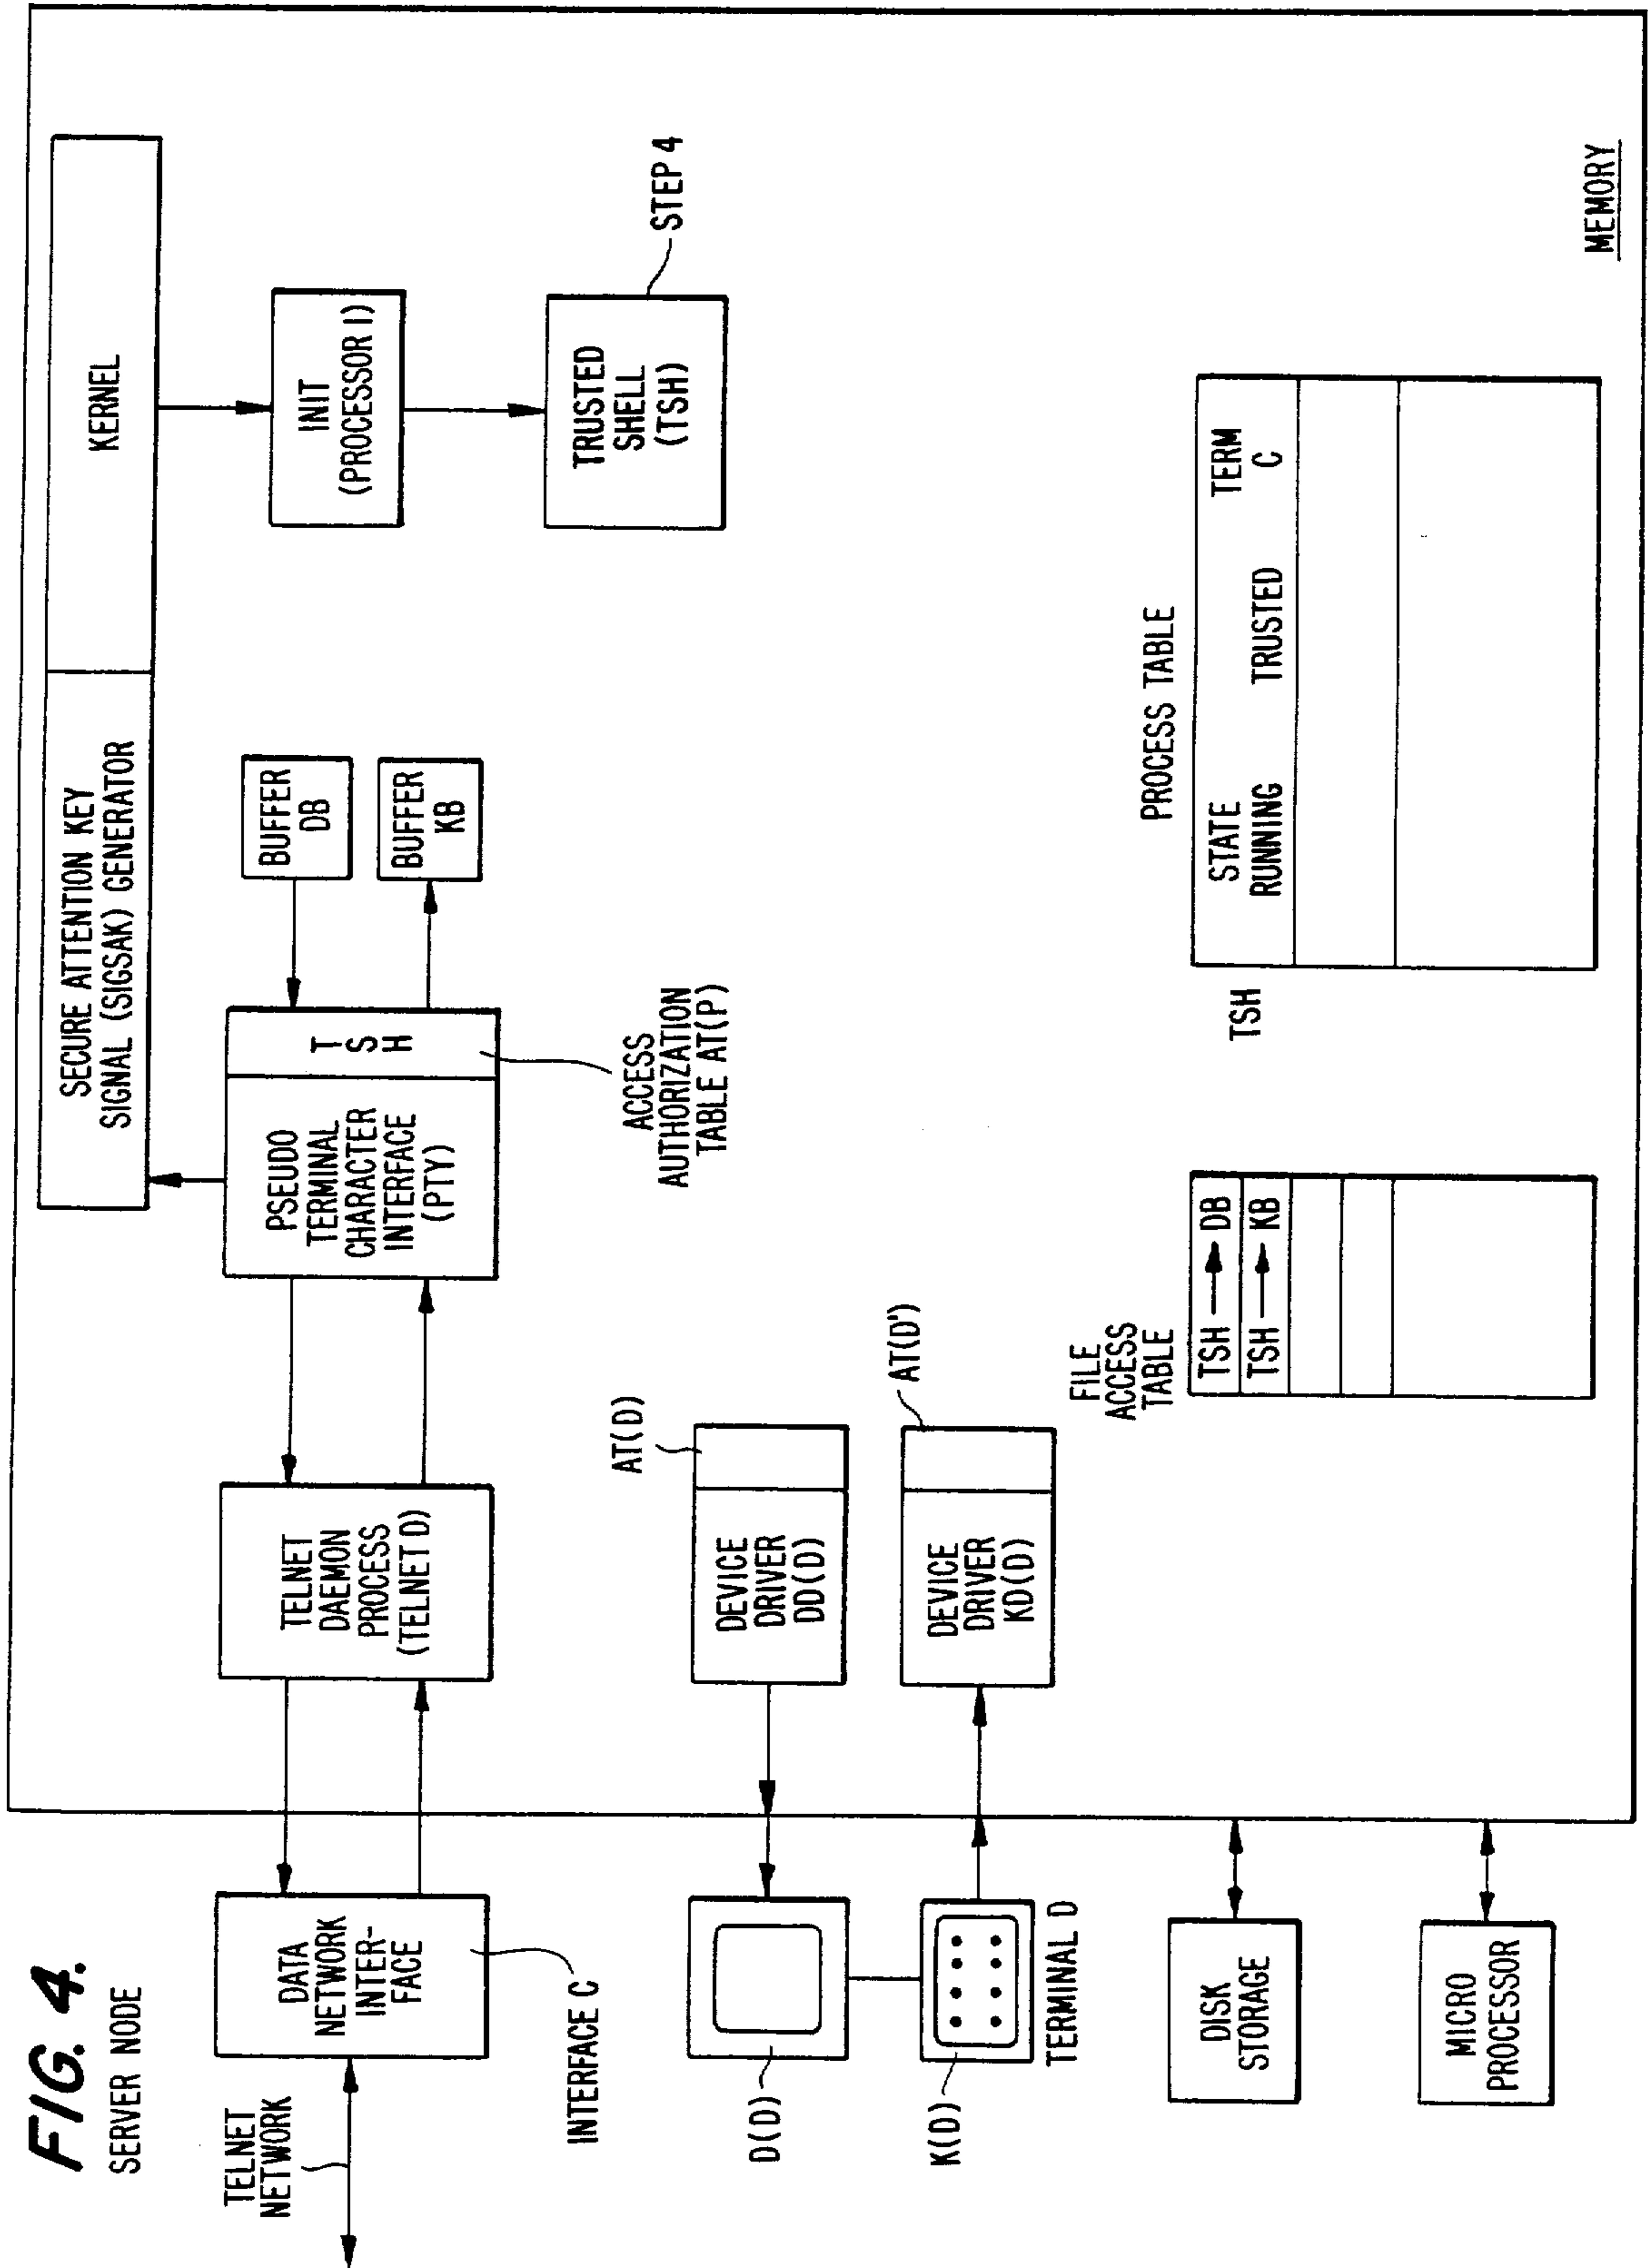 FIG. 4.
SERVER NODE
TELNET
NETWORK
DATA
NETWORK
INTER-
FACE
INTERFACE C
TELNET
DAEMON
PROCESS
(TELNET D)
PSEUDO
TERMINAL
CHARACTER
INTERFACE
(PTY)
TSH
ACCESS
AUTHORIZATION
TABLE AT(P)
BUFFER
DB
BUFFER
KB
SECURE ATTENTION KEY
SIGNAL (SIGSAK) GENERATOR
KERNEL
INIT
(PROCESSOR I)
TRUSTED
SHELL
(TSH)
STEP 4
D(D)
K(D)
TERMINAL D
DEVICE
DRIVER
DD(D)
AT(D)
DEVICE
DRIVER
KD(D)
AT(D')
DISK
STORAGE
MICRO
PROCESSOR
FILE
ACCESS
TABLE
TSH → DB
TSH → KB
PROCESS TABLE
STATE TERM
TSH RUNNING TRUSTED C
MEMORY